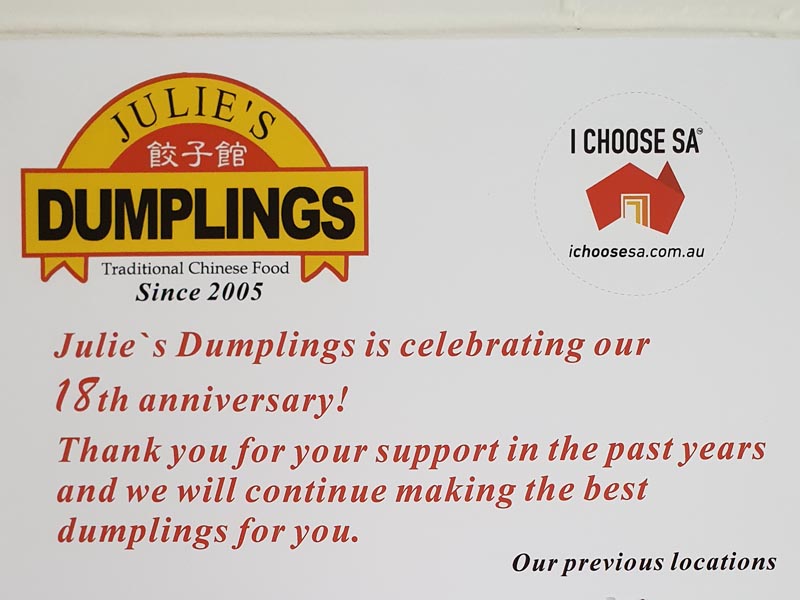 JULIE'S
餃子館
DUMPLINGS
Traditional Chinese Food
Since 2005
I CHOOSE SA™
ichoosesa.com.au
Julie`s Dumplings is celebrating our
18th anniversary!
Thank you for your support in the past years
and we will continue making the best
dumplings for you.
Our previous locations